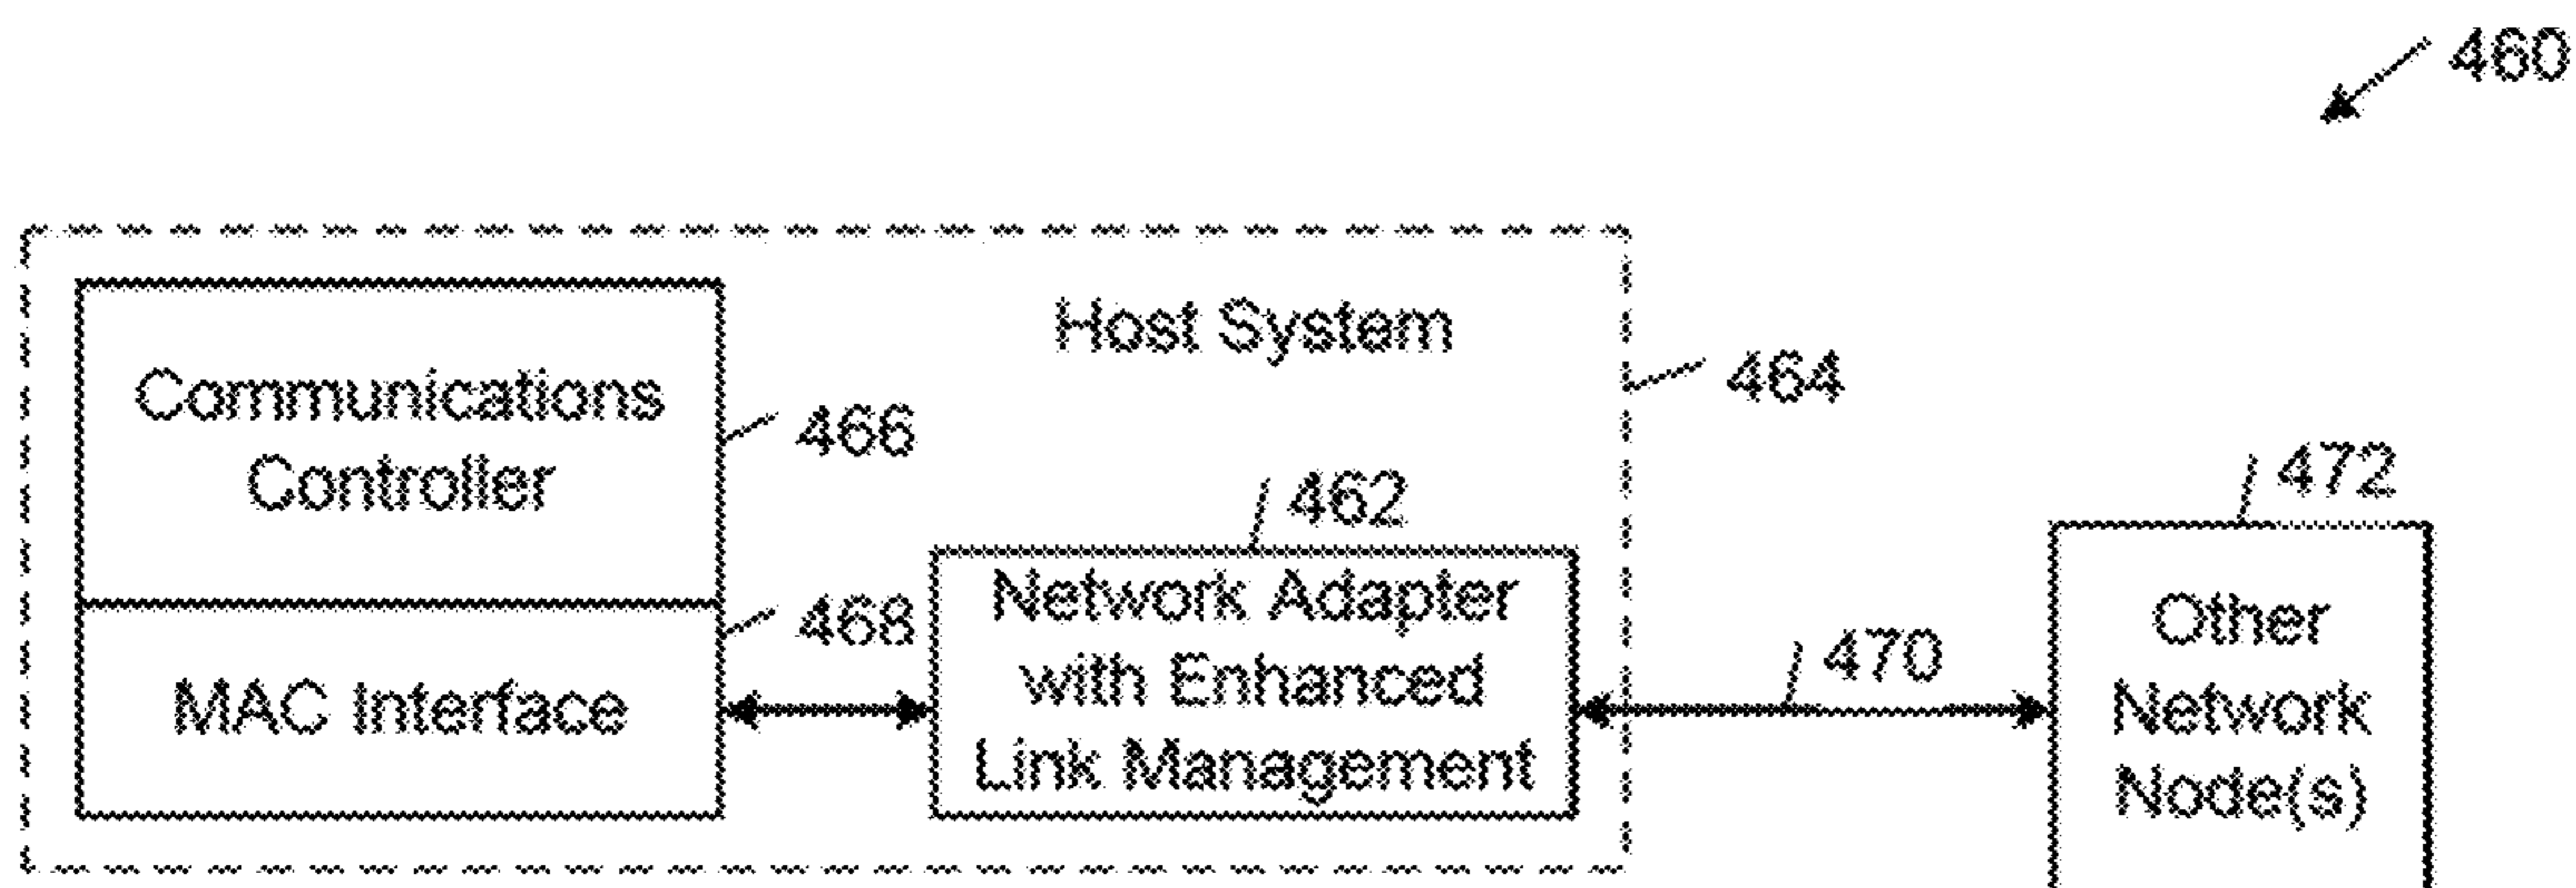 460
Host System
464
Communications
Controller
466
472
462
Network Adapter
with Enhanced
Link Management
468
MAC Interface
470
Other
Network
Node(s)